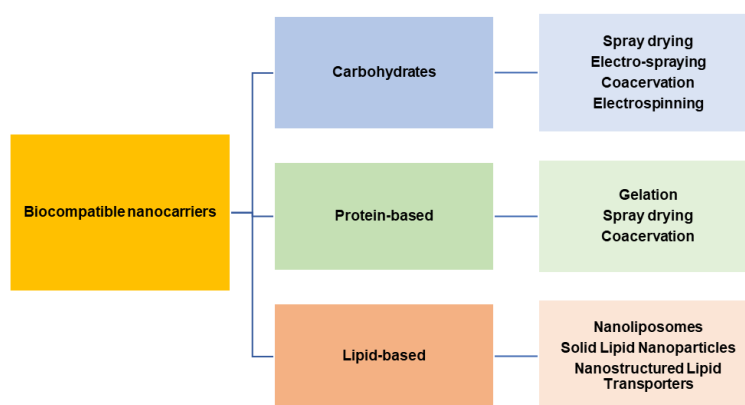 Biocompatible nanocarriers
Carbohydrates
Spray drying
Electro-spraying
Coacervation
Electrospinning
Protein-based
Gelation
Spray drying
Coacervation
Lipid-based
Nanoliposomes
Solid Lipid Nanoparticles
Nanostructured Lipid
Transporters